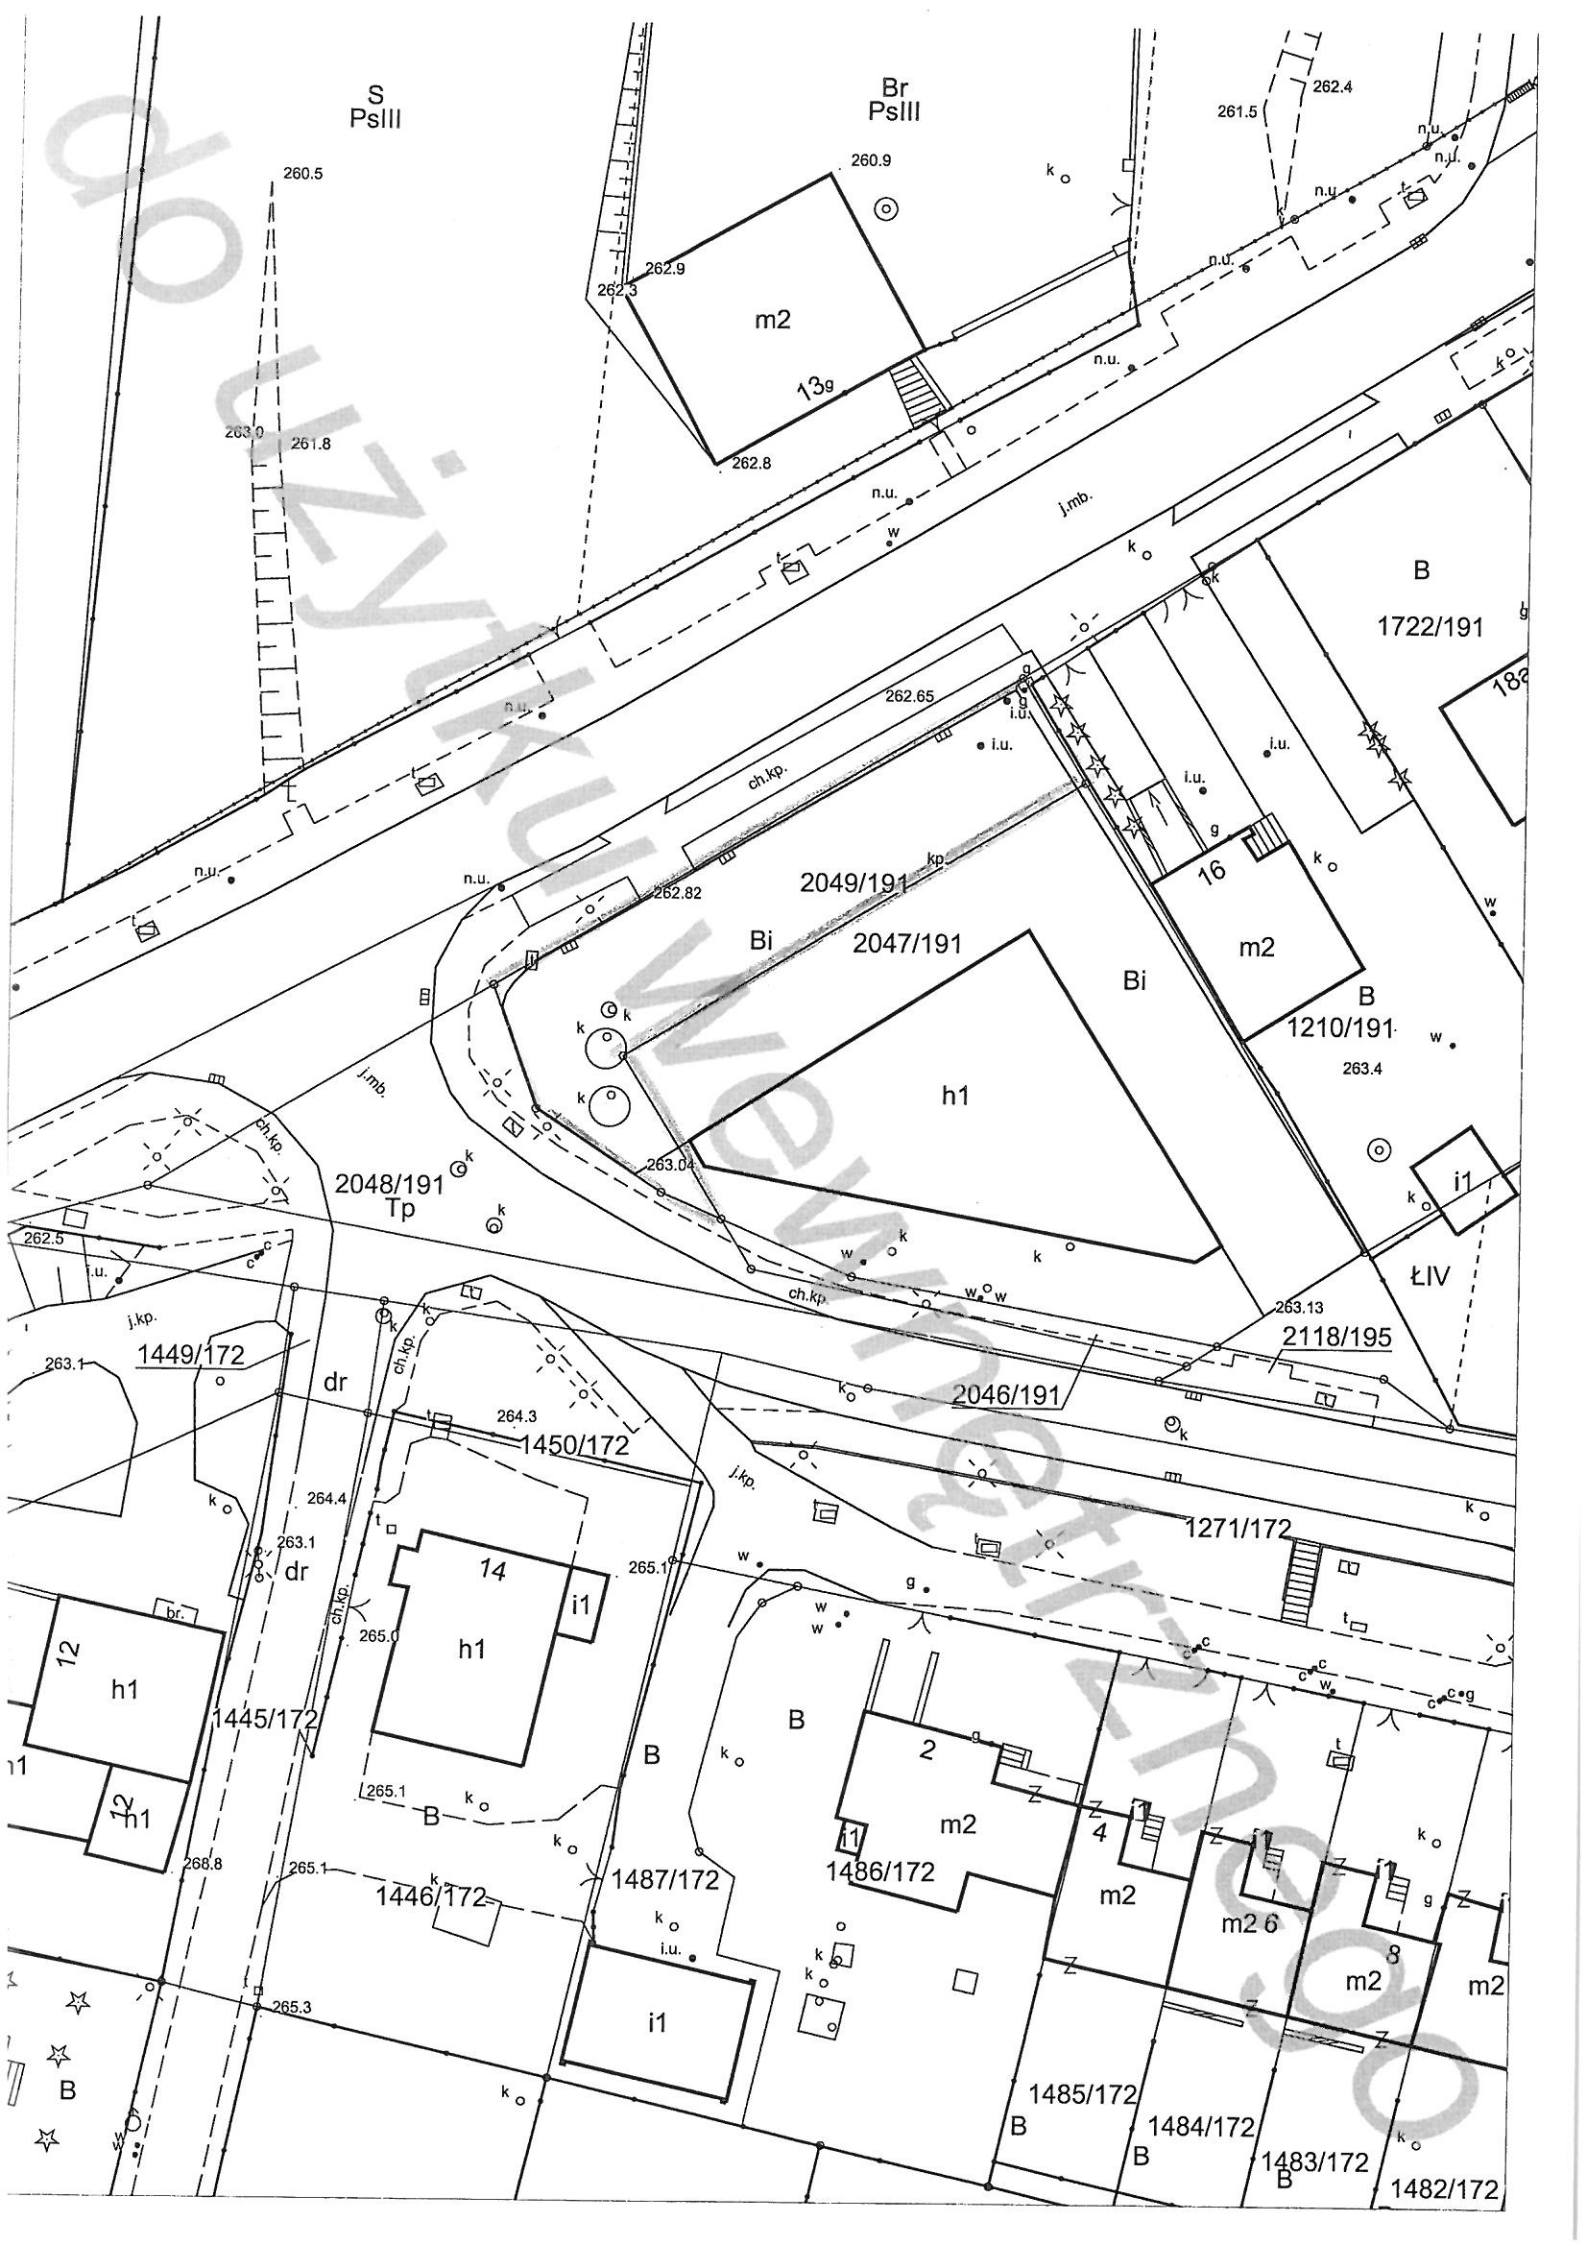 do użytku wewnętrznego
S
PsIII
Br
PsIII
262.4
261.5
n.u.
n.u.
260.9
k
260.5
n.u
t
k
262.9
262.3
n.u.
m2
n.u.
k
13g
263.0
261.8
262.8
n.u.
j.mb.
w
k
t
k
B
1722/191
g
18a
g
262.65
g
n.u.
i.u.
i.u.
i.u.
t
ch.kp.
i.u.
g
16
k
kp.
n.u.
n.u.
2049/191
262.82
w
t
Bi
2047/191
m2
Bi
B
k
k
1210/191
w
k
263.4
j.mb.
h1
ch.kp.
263.04
k
2048/191
Tp
i1
k
k
262.5
c
c
k
w
k
i.u.
ŁIV
w
w
ch.kp.
263.13
t
j.kp.
k
k
2118/195
1449/172
ch.kp.
263.1
dr
k
2046/191
t
264.3
t
k
1450/172
j.kp.
264.4
k
t
k
1271/172
t
t
263.1
dr
265.1
w
t
14
g
i1
br.
ch.kp.
w
w
t
265.0
h1
12
c
c
c
c
w
c
c
g
h1
1445/172
B
B
2
g
t
k
h1
265.1
k
B
Z
Z
i1
4
Z
i1
12
h1
m2
k
i1
k
Z
i1
268.8
265.1
1486/172
1487/172
k
1446/172
m2
g
Z
m2 6
k
i.u.
k
8
k
Z
m2
m2
265.3
i1
Z
Z
k
B
1485/172
B
1484/172
B
k
1483/172
B
1482/172